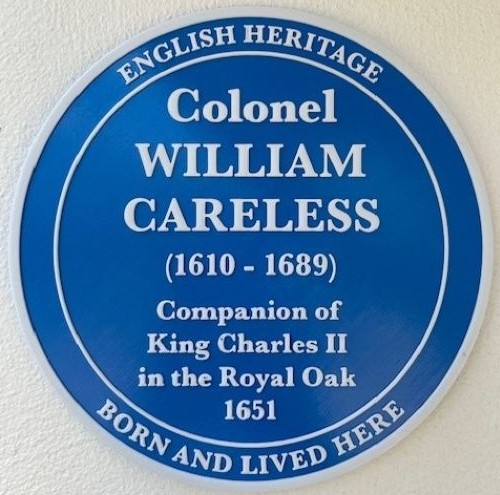 ENGLISH HERITAGE
Colonel
WILLIAM
CARELESS
(1610 - 1689)
Companion of
King Charles II
in the Royal Oak
1651
BORN AND LIVED HERE